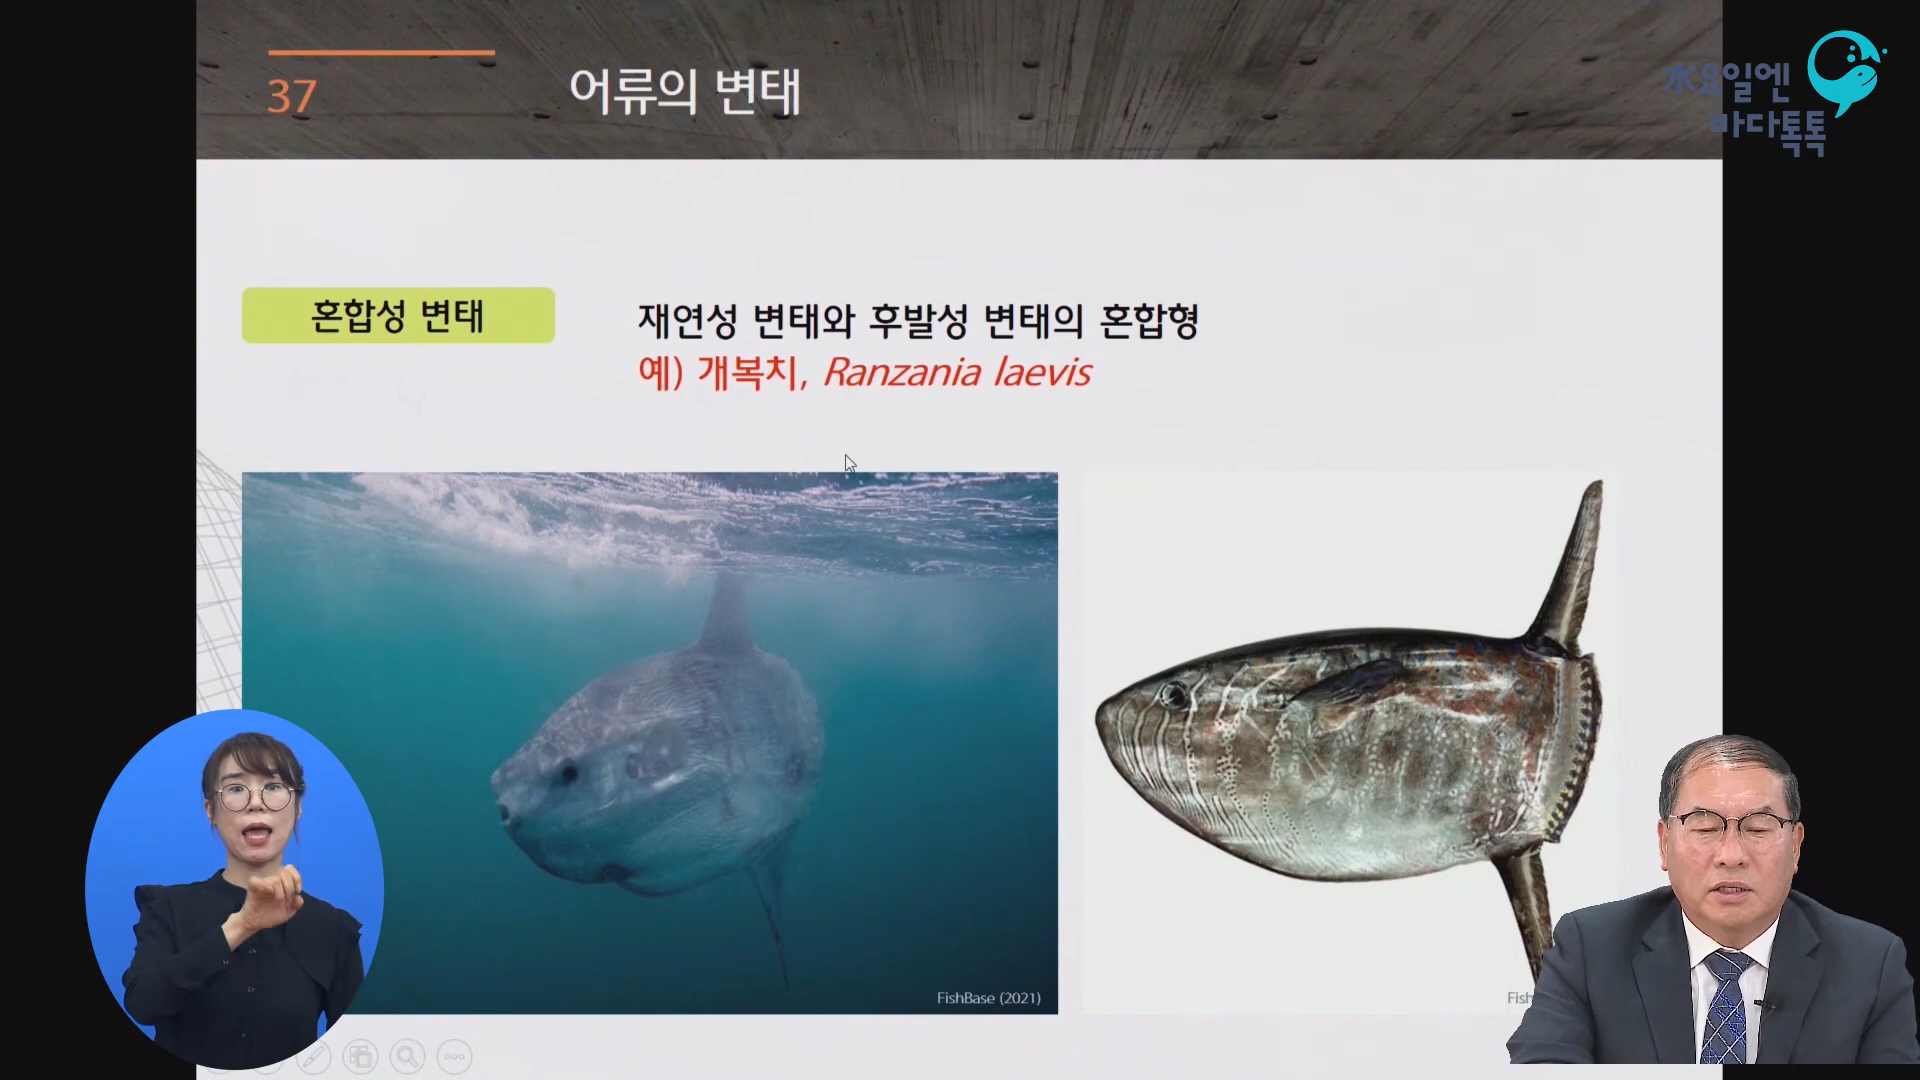 37
어류의 변태
水요일엔
바다톡톡
혼합성 변태
재연성 변태와 후발성 변태의 혼합형
예) 개복치, Ranzania laevis
FishBase (2021)
Fish